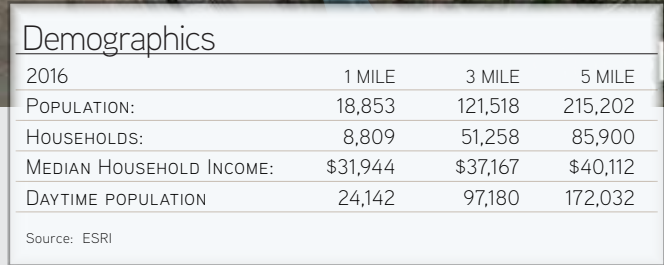 Demographics
2016 1 MILE 3 MILE 5 MILE
POPULATION: 18,853 121,518 215,202
HOUSEHOLDS: 8,809 51,258 85,900
MEDIAN HOUSEHOLD INCOME: $31,944 $37,167 $40,112
DAYTIME POPULATION 24,142 97,180 172,032
Source: ESRI